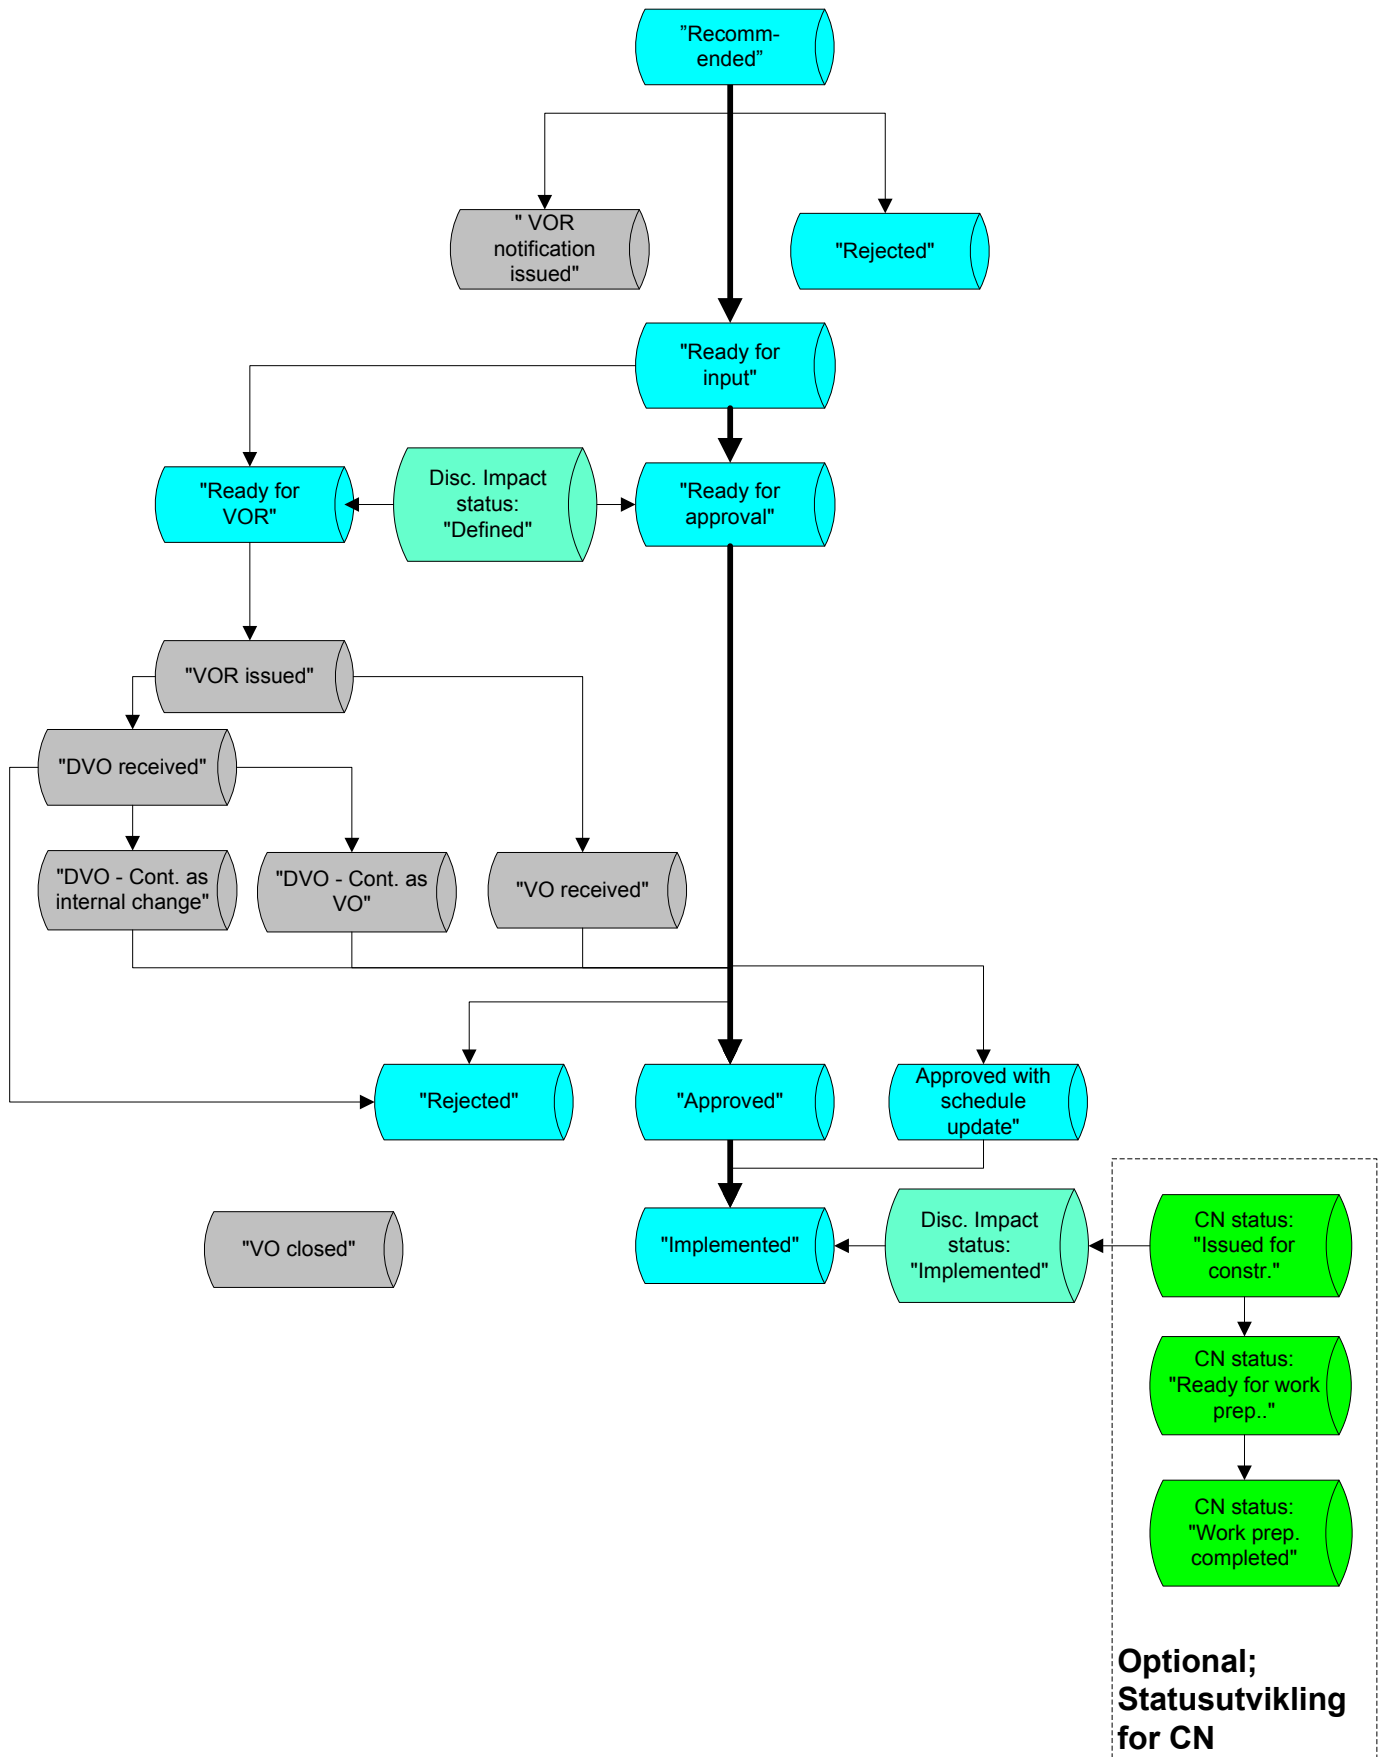 ”Recomm-
ended”
" VOR
notification
issued"
"Rejected"
"Ready for
input"
"Ready for
VOR"
Disc. Impact
status:
"Defined"
"Ready for
approval"
"VOR issued"
"DVO received"
"DVO - Cont. as
internal change"
"DVO - Cont. as
VO"
"VO received"
"Rejected"
"Approved"
Approved with
schedule
update"
"VO closed"
"Implemented"
Disc. Impact
status:
"Implemented"
CN status:
"Issued for
constr."
CN status:
"Ready for work
prep.."
CN status:
"Work prep.
completed"
Optional;
Statusutvikling
for CN